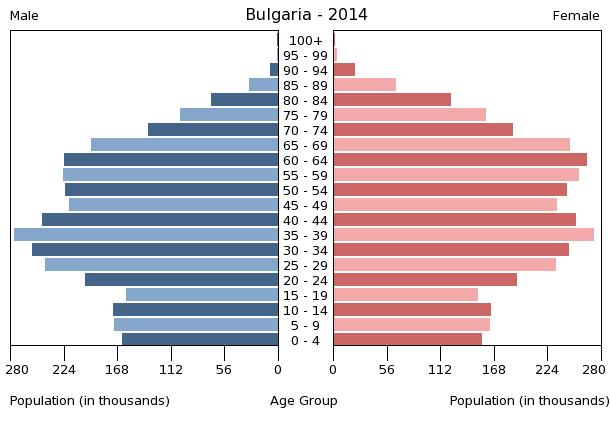 Male Bulgaria - 2014 Female
100+
95 - 99
90 - 94
85 - 89
80 - 84
75 - 79
70 - 74
65 - 69
60 - 64
55 - 59
50 - 54
45 - 49
40 - 44
35 - 39
30 - 34
25 - 29
20 - 24
15 - 19
10 - 14
5 - 9
0 - 4
280 224 168 112 56 0 0 56 112 168 224 280
Population (in thousands) Age Group Population (in thousands)